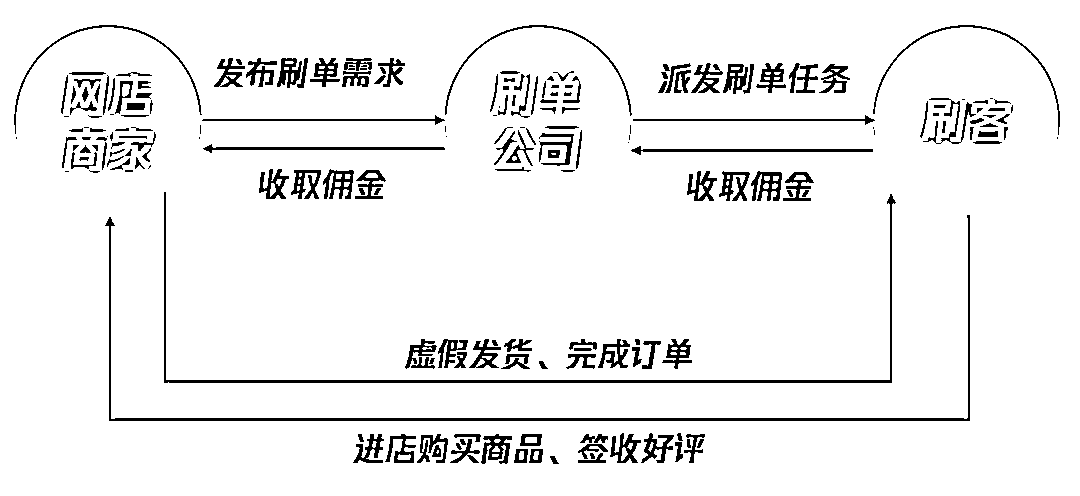 网店
商家
发布刷单需求
收取佣金
刷单
公司
派发刷单任务
收取佣金
刷客
虚假发货、完成订单
进店购买商品、签收好评